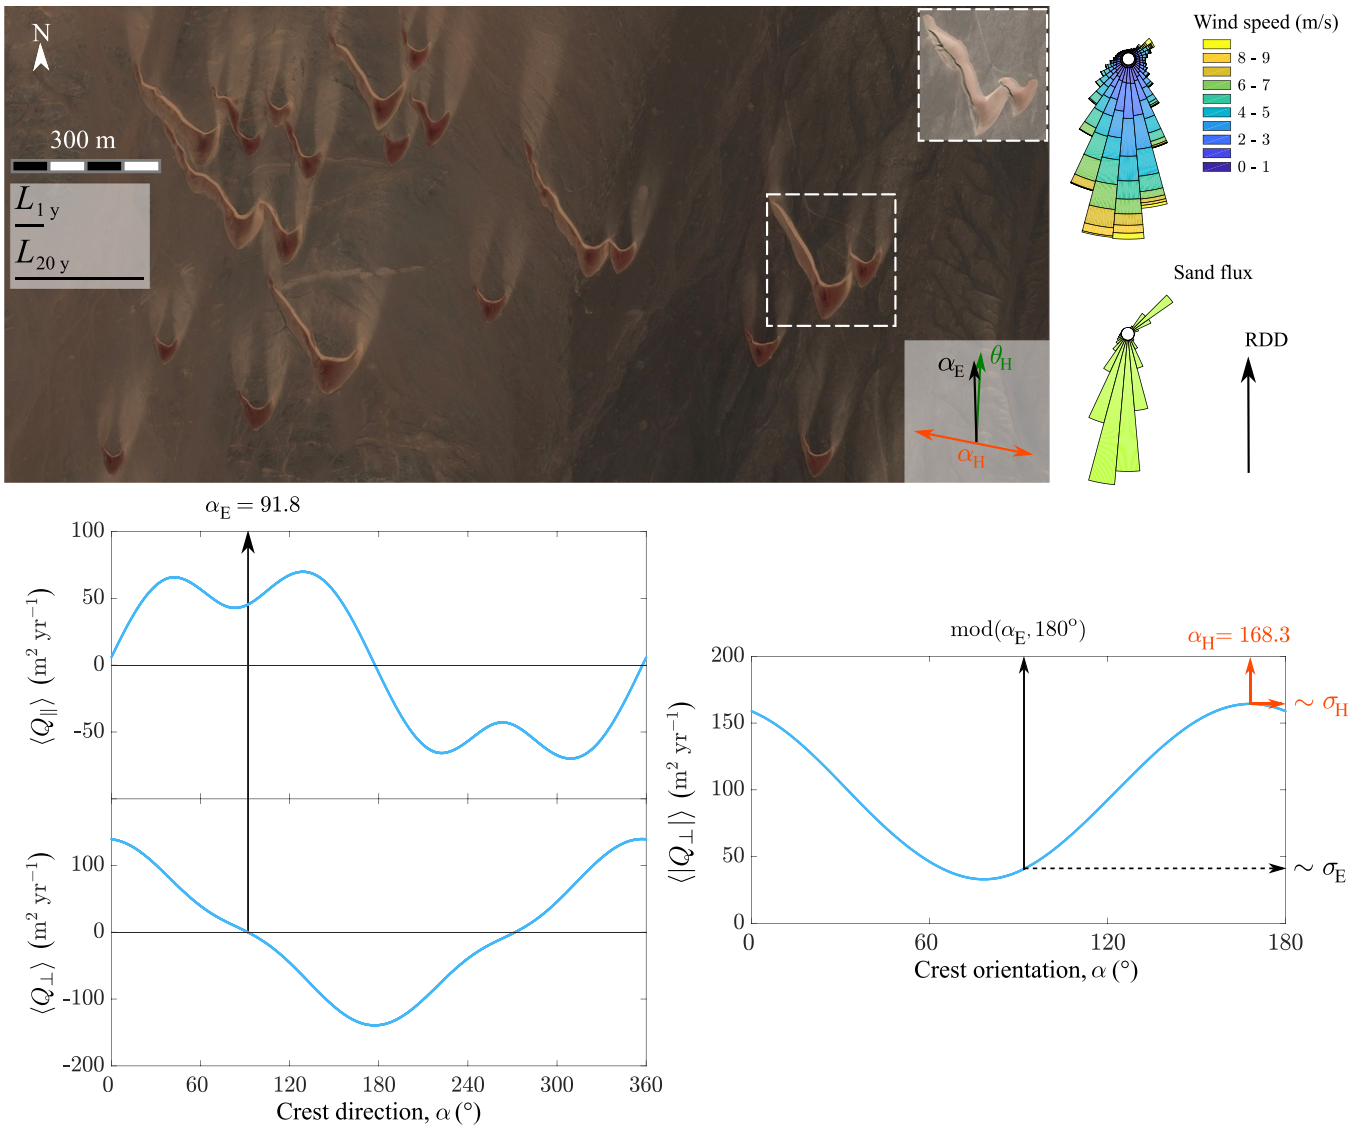 N
300 m
L1 y
L20 y
αE
θH
αH
Wind speed (m/s)
8 - 9
6 - 7
4 - 5
2 - 3
0 - 1
Sand flux
RDD
αE = 91.8
100
50
0
-50
⟨Q∥⟩ (m² yr⁻¹)
100
0
-100
-200
⟨Q⊥⟩ (m² yr⁻¹)
0 60 120 180 240 300 360
Crest direction, α (°)
mod(αE, 180°)
αH = 168.3
200
150
100
50
0
⟨|Q⊥|⟩ (m² yr⁻¹)
∼ σH
∼ σE
0 60 120 180
Crest orientation, α (°)